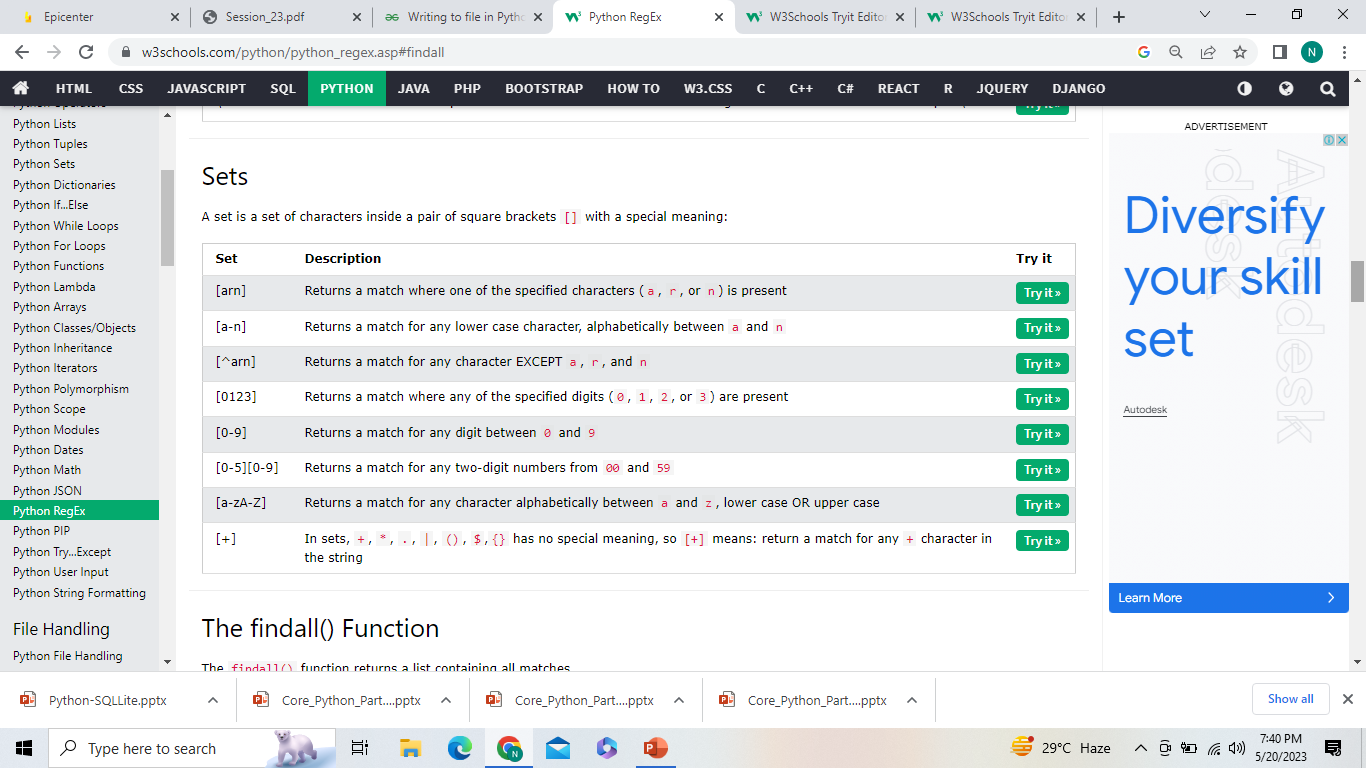 Epicenter
Session_23.pdf
Writing to file in Pytho
Python RegEx
W3Schools Tryit Editor
W3Schools Tryit Editor
w3schools.com/python/python_regex.asp#findall
N
HTML CSS JAVASCRIPT SQL PYTHON JAVA PHP BOOTSTRAP HOW TO W3.CSS C C++ C# REACT R JQUERY DJANGO
Python Lists
Python Tuples
Python Sets
Python Dictionaries
Python If...Else
Python While Loops
Python For Loops
Python Functions
Python Lambda
Python Arrays
Python Classes/Objects
Python Inheritance
Python Iterators
Python Polymorphism
Python Scope
Python Modules
Python Dates
Python Math
Python JSON
Python RegEx
Python PIP
Python Try...Except
Python User Input
Python String Formatting
File Handling
Python File Handling
Sets
A set is a set of characters inside a pair of square brackets [] with a special meaning:
Set Description Try it
[arn] Returns a match where one of the specified characters (a, r, or n) is present Try it »
[a-n] Returns a match for any lower case character, alphabetically between a and n Try it »
[^arn] Returns a match for any character EXCEPT a, r, and n Try it »
[0123] Returns a match where any of the specified digits (0, 1, 2, or 3) are present Try it »
[0-9] Returns a match for any digit between 0 and 9 Try it »
[0-5][0-9] Returns a match for any two-digit numbers from 00 and 59 Try it »
[a-zA-Z] Returns a match for any character alphabetically between a and z, lower case OR upper case Try it »
[+] In sets, +, *, ., |, (), $,{} has no special meaning, so [+] means: return a match for any + character in Try it »
the string
The findall() Function
The findall() function returns a list containing all matches
ADVERTISEMENT
Autodesk
Autodesk
Diversify
your skill
set
Autodesk
Learn More
Python-SQLLite.pptx
Core_Python_Part....pptx
Core_Python_Part....pptx
Core_Python_Part....pptx
Show all
Type here to search
N
29°C Haze
7:40 PM
5/20/2023